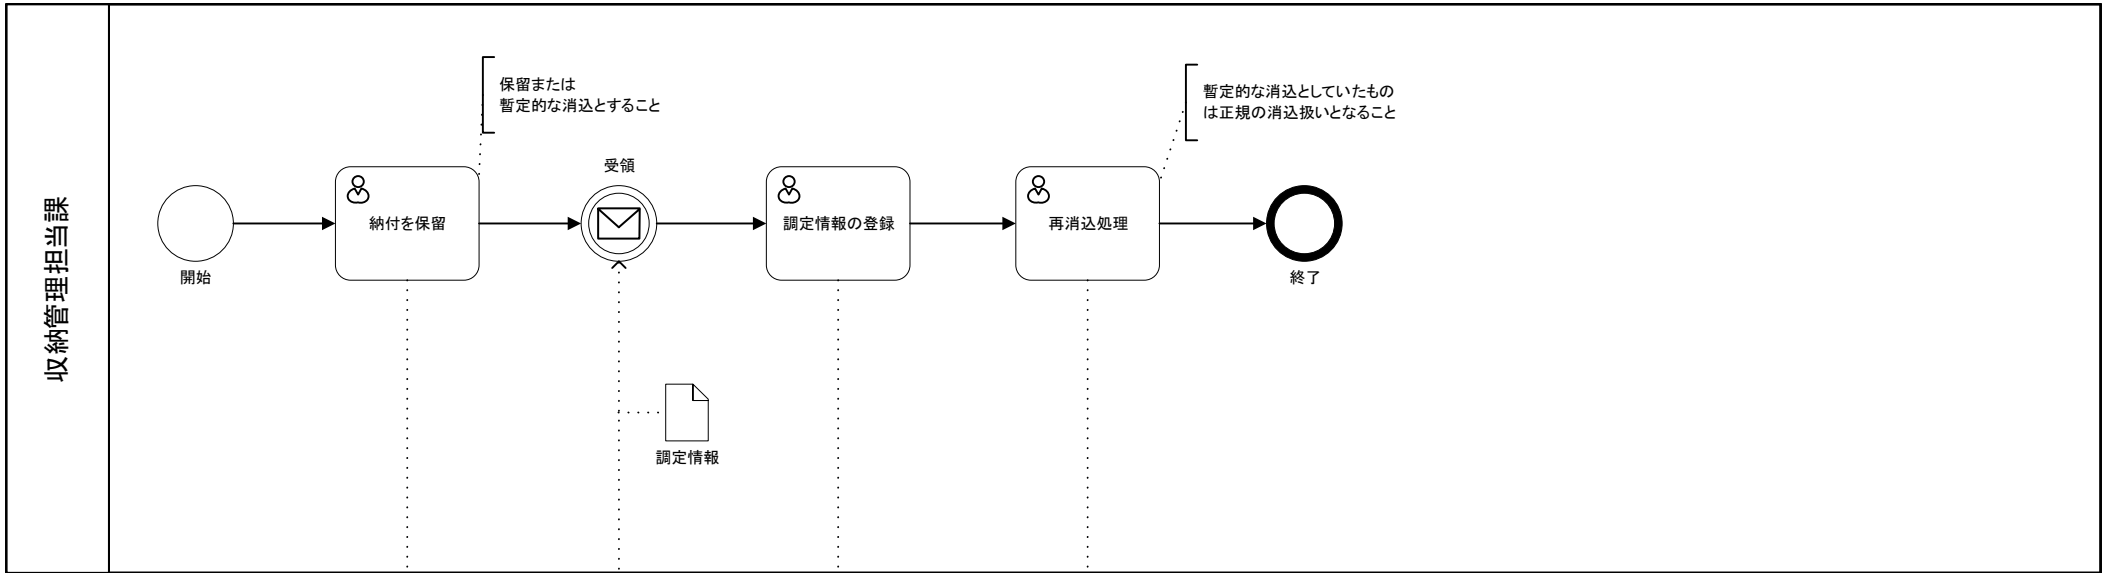 収納管理担当課
保留または
暫定的な消込とすること
暫定的な消込としていたもの
は正規の消込扱いとなること
受領
納付を保留
調定情報の登録
再消込処理
開始
終了
調定情報